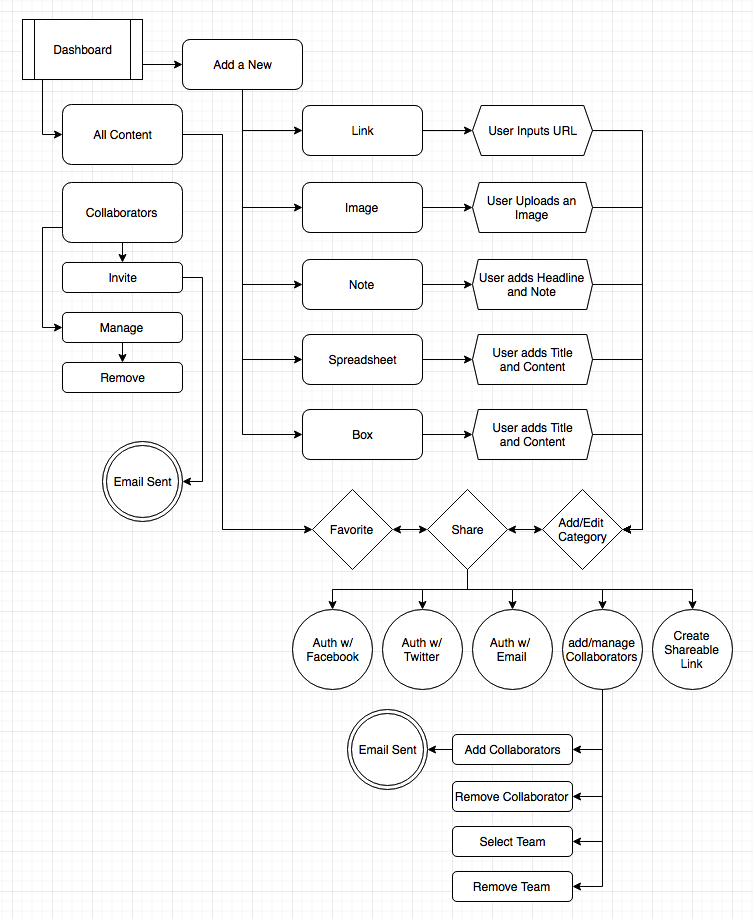 Dashboard
Add a New
All Content
Link
User Inputs URL
Collaborators
Image
User Uploads an
Image
Invite
Note
User adds Headline
and Note
Manage
Remove
Spreadsheet
User adds Title
and Content
Box
User adds Title
and Content
Email Sent
Favorite
Share
Add/Edit
Category
Auth w/
Facebook
Auth w/
Twitter
Auth w/
Email
add/manage
Collaborators
Create
Shareable
Link
Email Sent
Add Collaborators
Remove Collaborator
Select Team
Remove Team